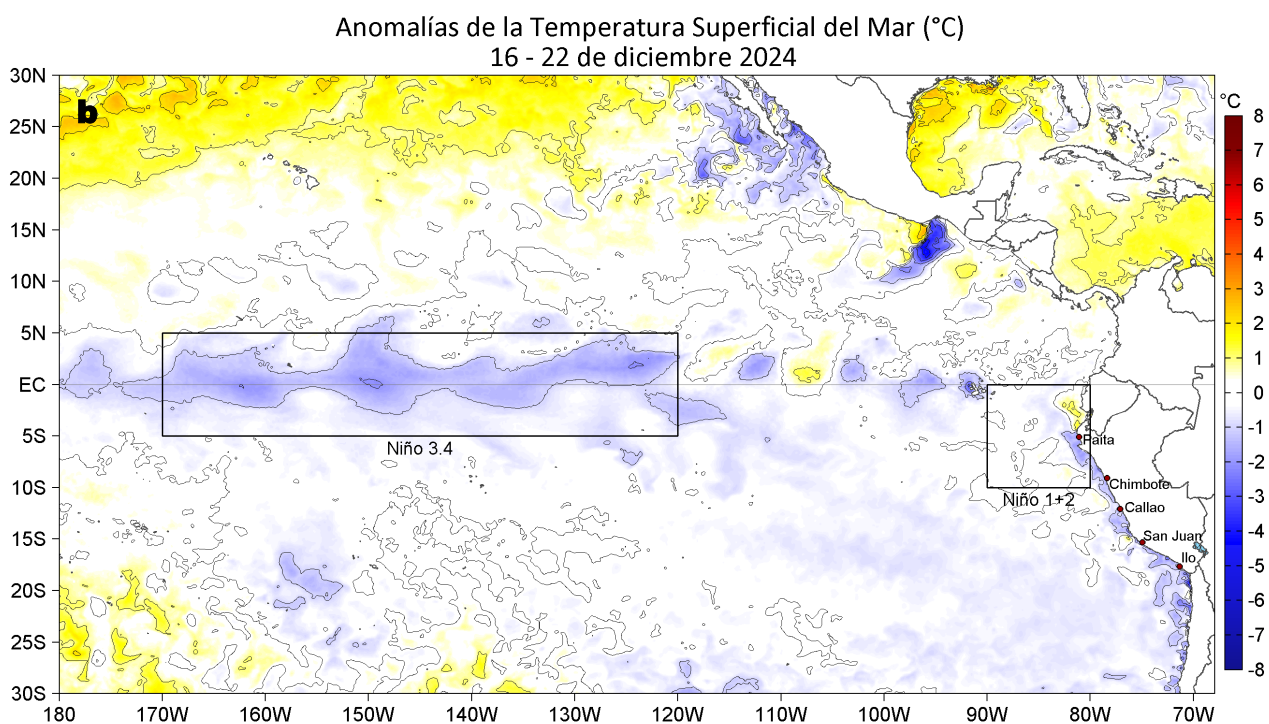 Anomalías de la Temperatura Superficial del Mar (°C)
16 - 22 de diciembre 2024
30N
25N
20N
15N
10N
5N
EC
5S
10S
15S
20S
25S
30S
b
Niño 3.4
Niño 1+2
Paita
Chimbote
Callao
San Juan
Ilo
180
170W
160W
150W
140W
130W
120W
110W
100W
90W
80W
70W
°C
8
7
6
5
4
3
2
1
0
-1
-2
-3
-4
-5
-6
-7
-8